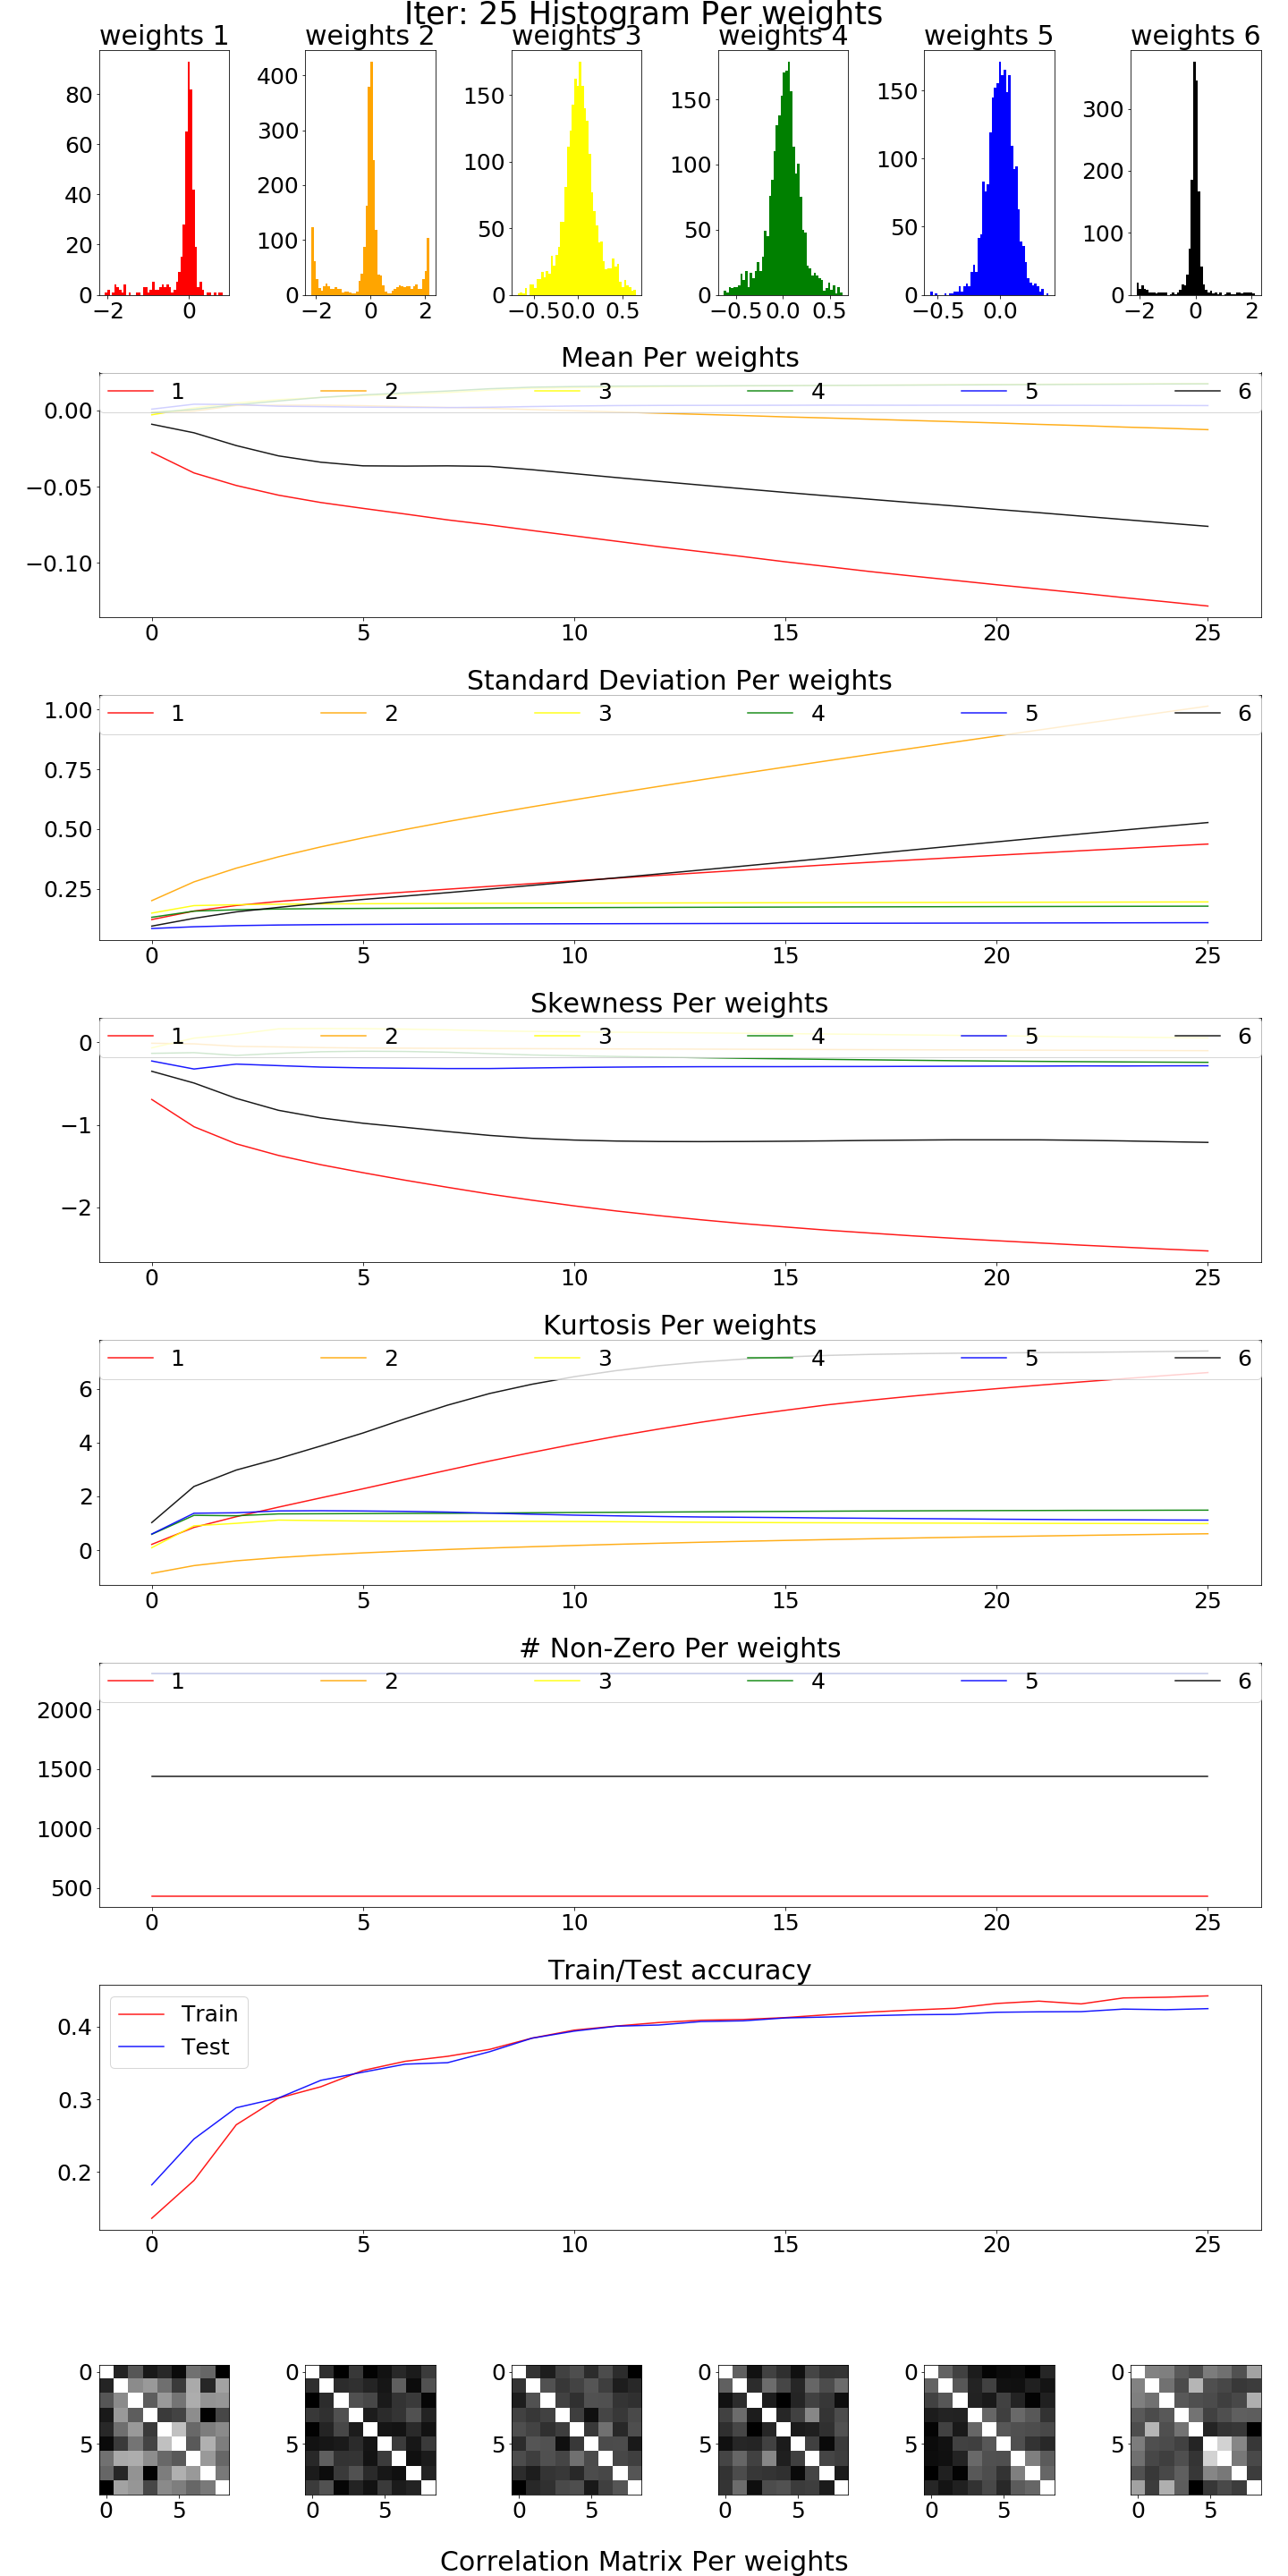 Iter: 25 Histogram Per weights
weights 1 weights 2 weights 3 weights 4 weights 5 weights 6
80
60
40
20
0
−2 0
400
300
200
100
0
−2 0 2
150
100
50
0
−0.5 0.0 0.5
150
100
50
0
−0.5 0.0 0.5
150
100
50
0
−0.5 0.0
300
200
100
0
−2 0 2
Mean Per weights
1 2 3 4 5 6
0.00
−0.05
−0.10
0 5 10 15 20 25
Standard Deviation Per weights
1 2 3 4 5 6
1.00
0.75
0.50
0.25
0 5 10 15 20 25
Skewness Per weights
1 2 3 4 5 6
0
−1
−2
0 5 10 15 20 25
Kurtosis Per weights
1 2 3 4 5 6
6
4
2
0
0 5 10 15 20 25
# Non-Zero Per weights
1 2 3 4 5 6
2000
1500
1000
500
0 5 10 15 20 25
Train/Test accuracy
Train
Test
0.4
0.3
0.2
0 5 10 15 20 25
0 0 0 0 0 0
5 5 5 5 5 5
0 5 0 5 0 5 0 5 0 5 0 5
Correlation Matrix Per weights